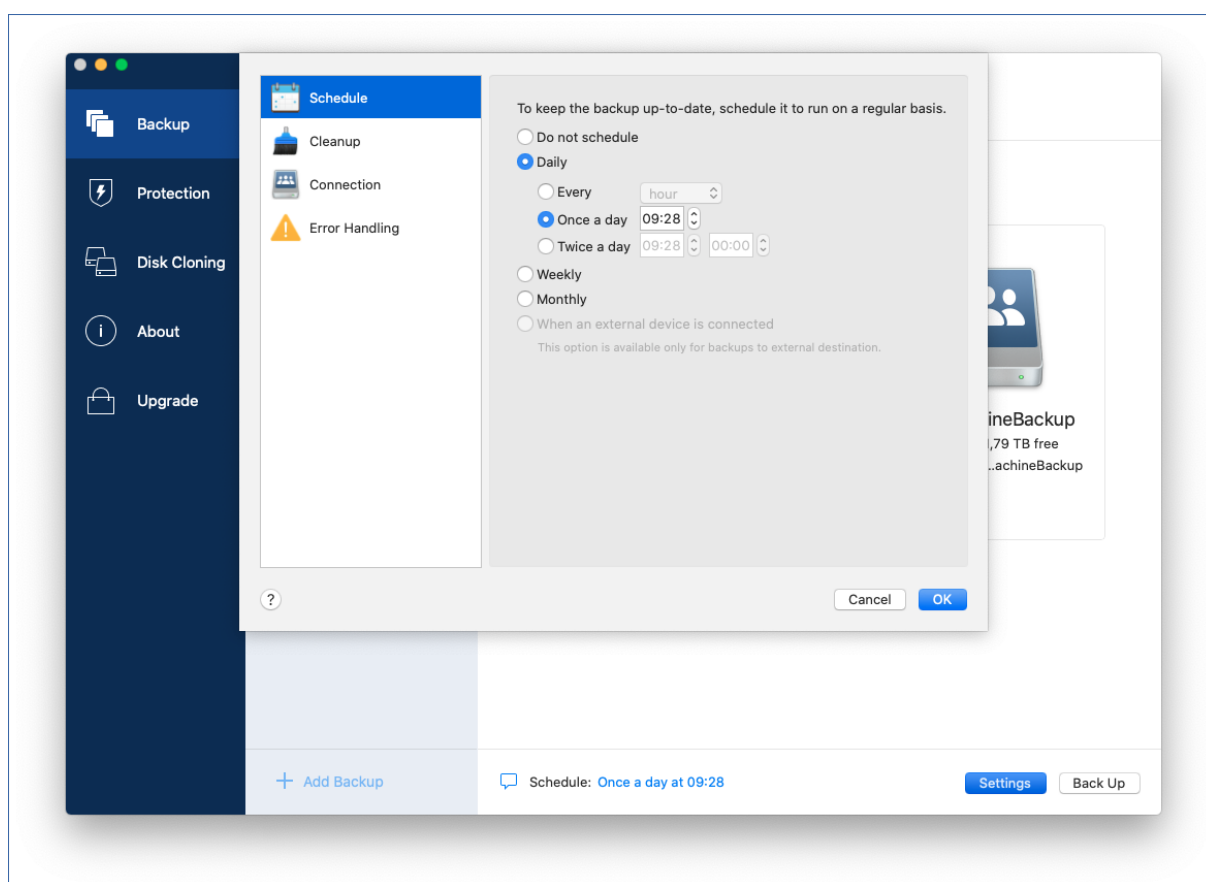 Backup
Protection
Disk Cloning
About
Upgrade
Schedule
Cleanup
Connection
Error Handling
To keep the backup up-to-date, schedule it to run on a regular basis.
Do not schedule
Daily
Every hour
Once a day 09:28
Twice a day 09:28 00:00
Weekly
Monthly
When an external device is connected
This option is available only for backups to external destination.
? Cancel OK
ineBackup
,79 TB free
..achineBackup
Add Backup
Schedule: Once a day at 09:28
Settings Back Up